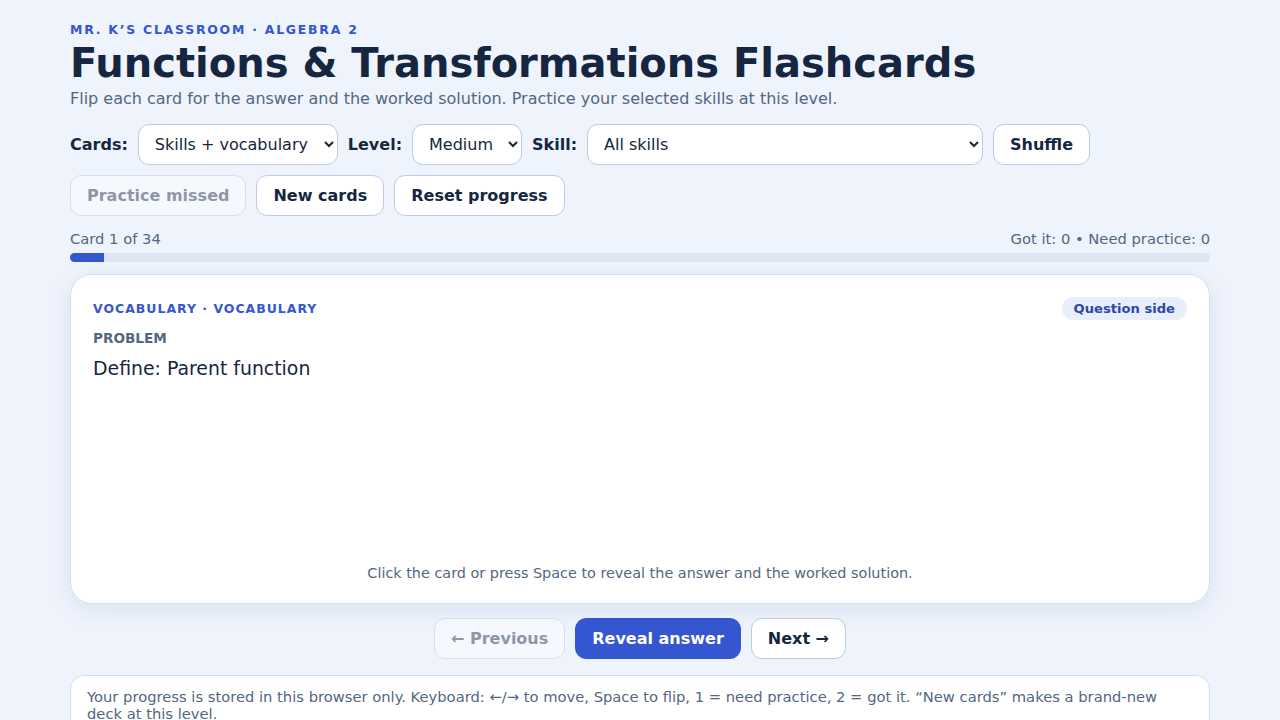 MR. K’S CLASSROOM · ALGEBRA 2
Functions & Transformations Flashcards
Flip each card for the answer and the worked solution. Practice your selected skills at this level.
Cards: Skills + vocabulary Level: Medium Skill: All skills Shuffle
Practice missed New cards Reset progress
Card 1 of 34 Got it: 0 • Need practice: 0
VOCABULARY · VOCABULARY Question side
PROBLEM
Define: Parent function
Click the card or press Space to reveal the answer and the worked solution.
← Previous Reveal answer Next →
Your progress is stored in this browser only. Keyboard: ←/→ to move, Space to flip, 1 = need practice, 2 = got it. “New cards” makes a brand-new
deck at this level.